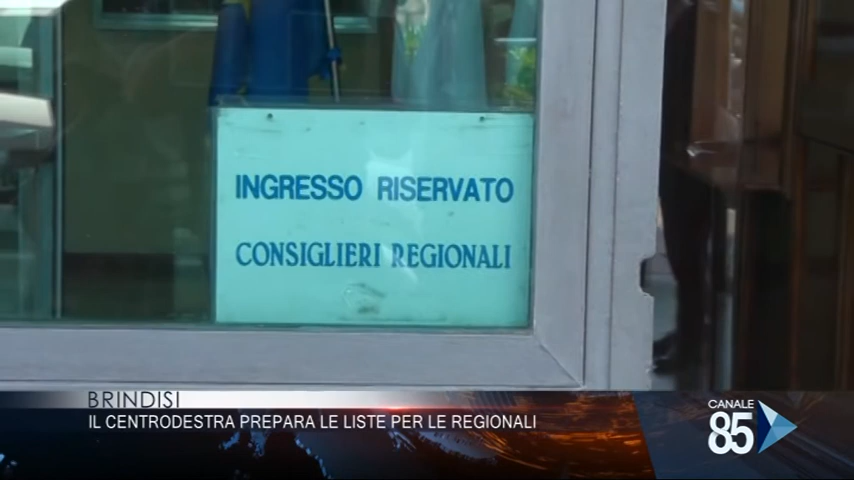 INGRESSO RISERVATO
CONSIGLIERI REGIONALI
BRINDISI
IL CENTRODESTRA PREPARA LE LISTE PER LE REGIONALI
CANALE
85